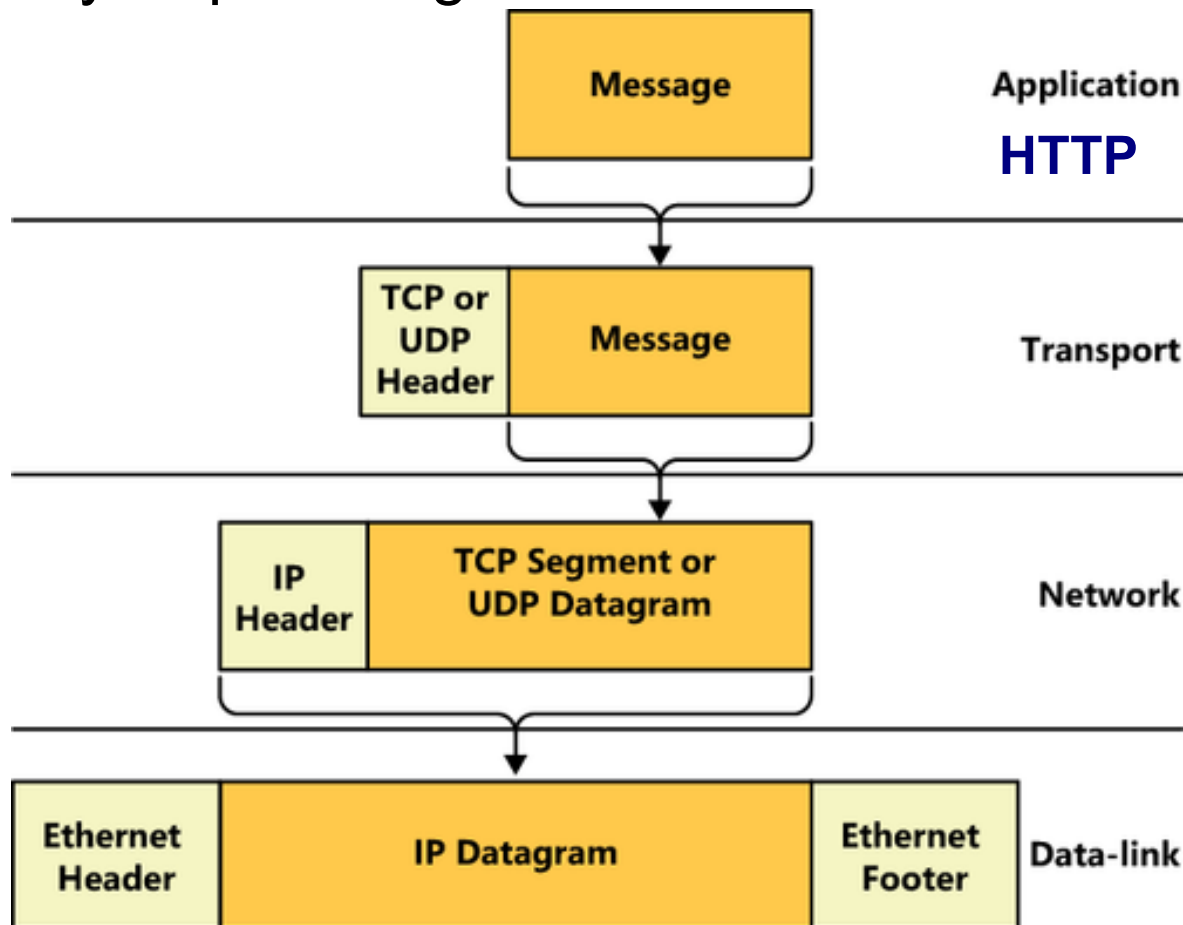 Message
Application
HTTP
TCP or
UDP
Header
Message
Transport
IP
Header
TCP Segment or
UDP Datagram
Network
Ethernet
Header
IP Datagram
Ethernet
Footer
Data-link